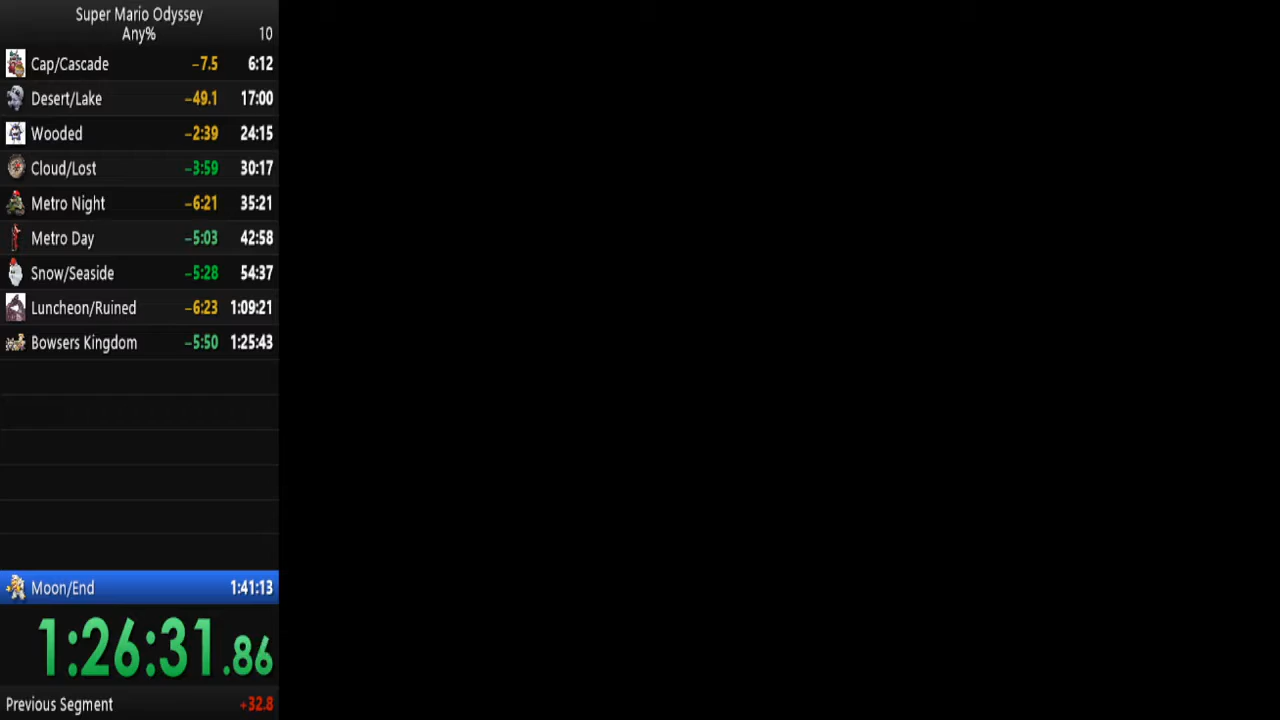 Super Mario Odyssey
Any% 10
Cap/Cascade -7.5 6:12
Desert/Lake -49.1 17:00
Wooded -2:39 24:15
Cloud/Lost -3:59 30:17
Metro Night -6:21 35:21
Metro Day -5:03 42:58
Snow/Seaside -5:28 54:37
Luncheon/Ruined -6:23 1:09:21
Bowsers Kingdom -5:50 1:25:43
Moon/End 1:41:13
1:26:31.86
Previous Segment +32.8